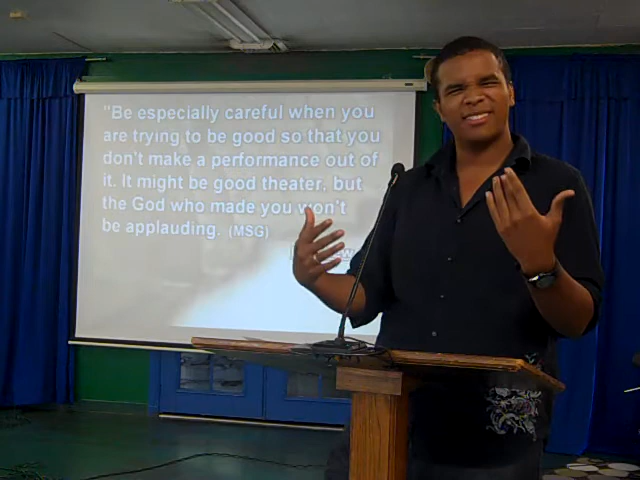 "Be especially careful when you
are trying to be good so that you
don't make a performance out of
it. It might be good theater, but
the God who made you won't
be applauding. (MSG)